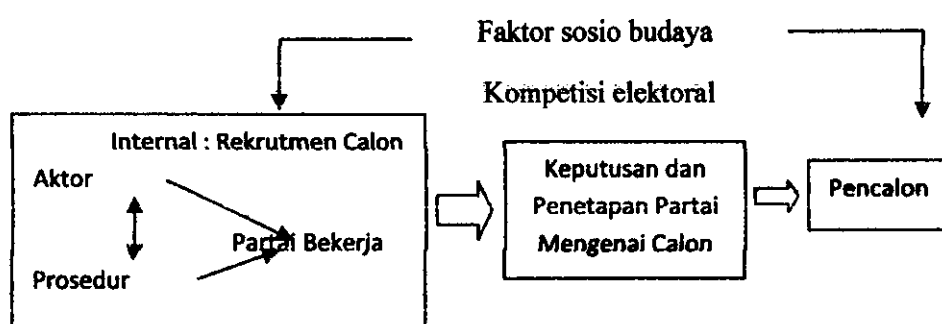 Faktor sosio budaya
Kompetisi elektoral
Internal : Rekrutmen Calon
Aktor
Partai Bekerja
Prosedur
Keputusan dan
Penetapan Partai
Mengenai Calon
Pencalon